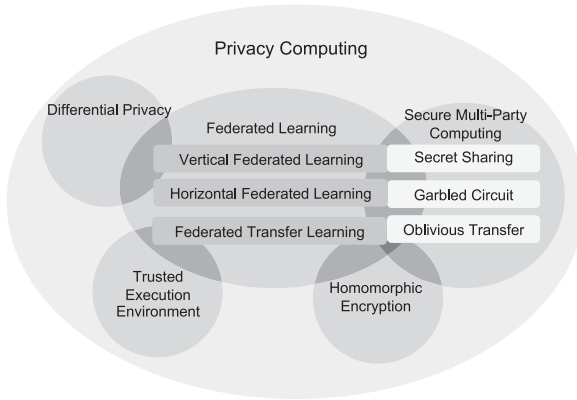 Privacy Computing
Differential Privacy
Federated Learning
Secure Multi-Party
Computing
Vertical Federated Learning
Secret Sharing
Horizontal Federated Learning
Garbled Circuit
Federated Transfer Learning
Oblivious Transfer
Trusted
Execution
Environment
Homomorphic
Encryption